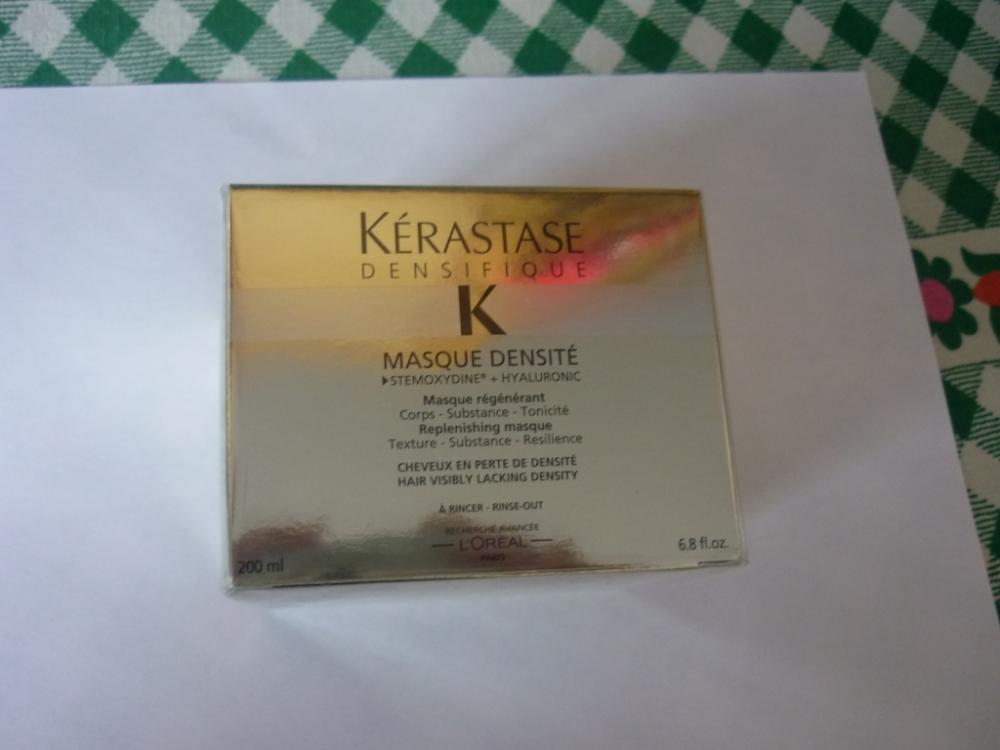 KÉRASTASE
DENSIFIQUE
K
MASQUE DENSITÉ
▶STEMOXYDINE® + HYALURONIC
Masque régénérant
Corps - Substance - Tonicité
Replenishing masque
Texture - Substance - Resilience
CHEVEUX EN PERTE DE DENSITÉ
HAIR VISIBLY LACKING DENSITY
À RINCER - RINSE-OUT
RECHERCHE AVANCÉE
L'ORÉAL
PARIS
200 ml
6.8 fl.oz.